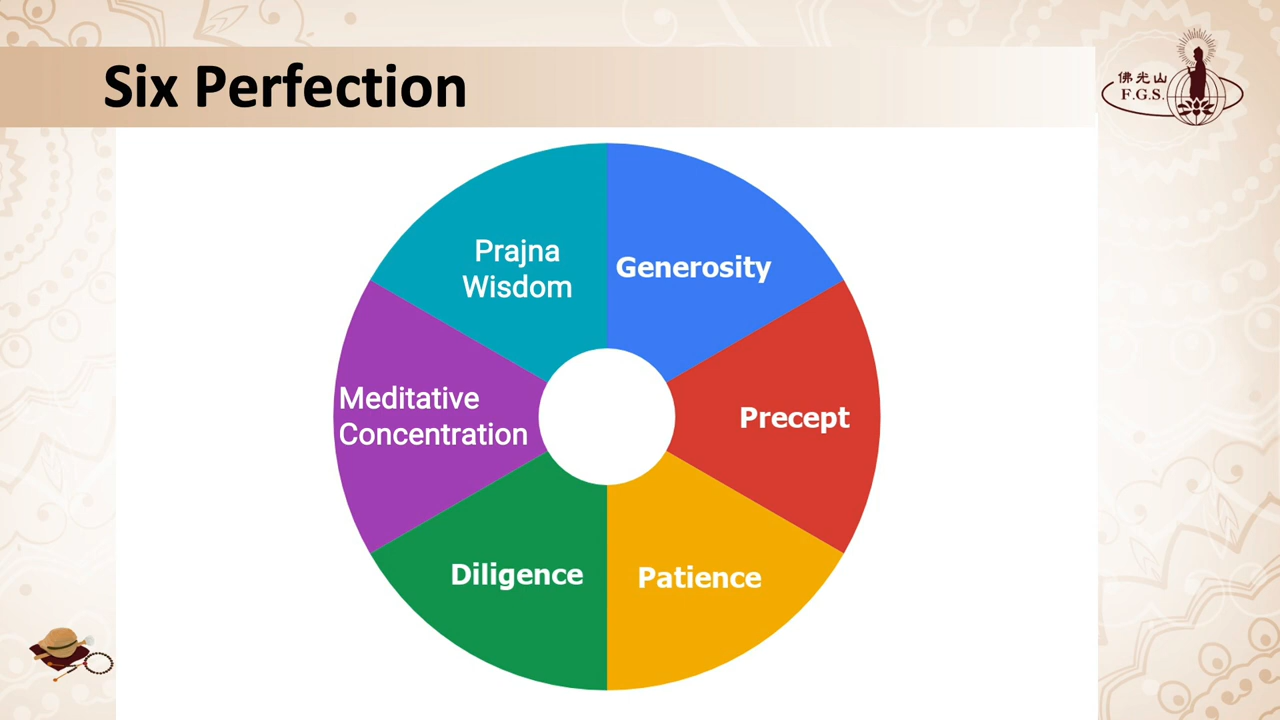 Six Perfection
佛光山
F.G.S.
Prajna
Wisdom
Generosity
Meditative
Concentration
Precept
Diligence
Patience